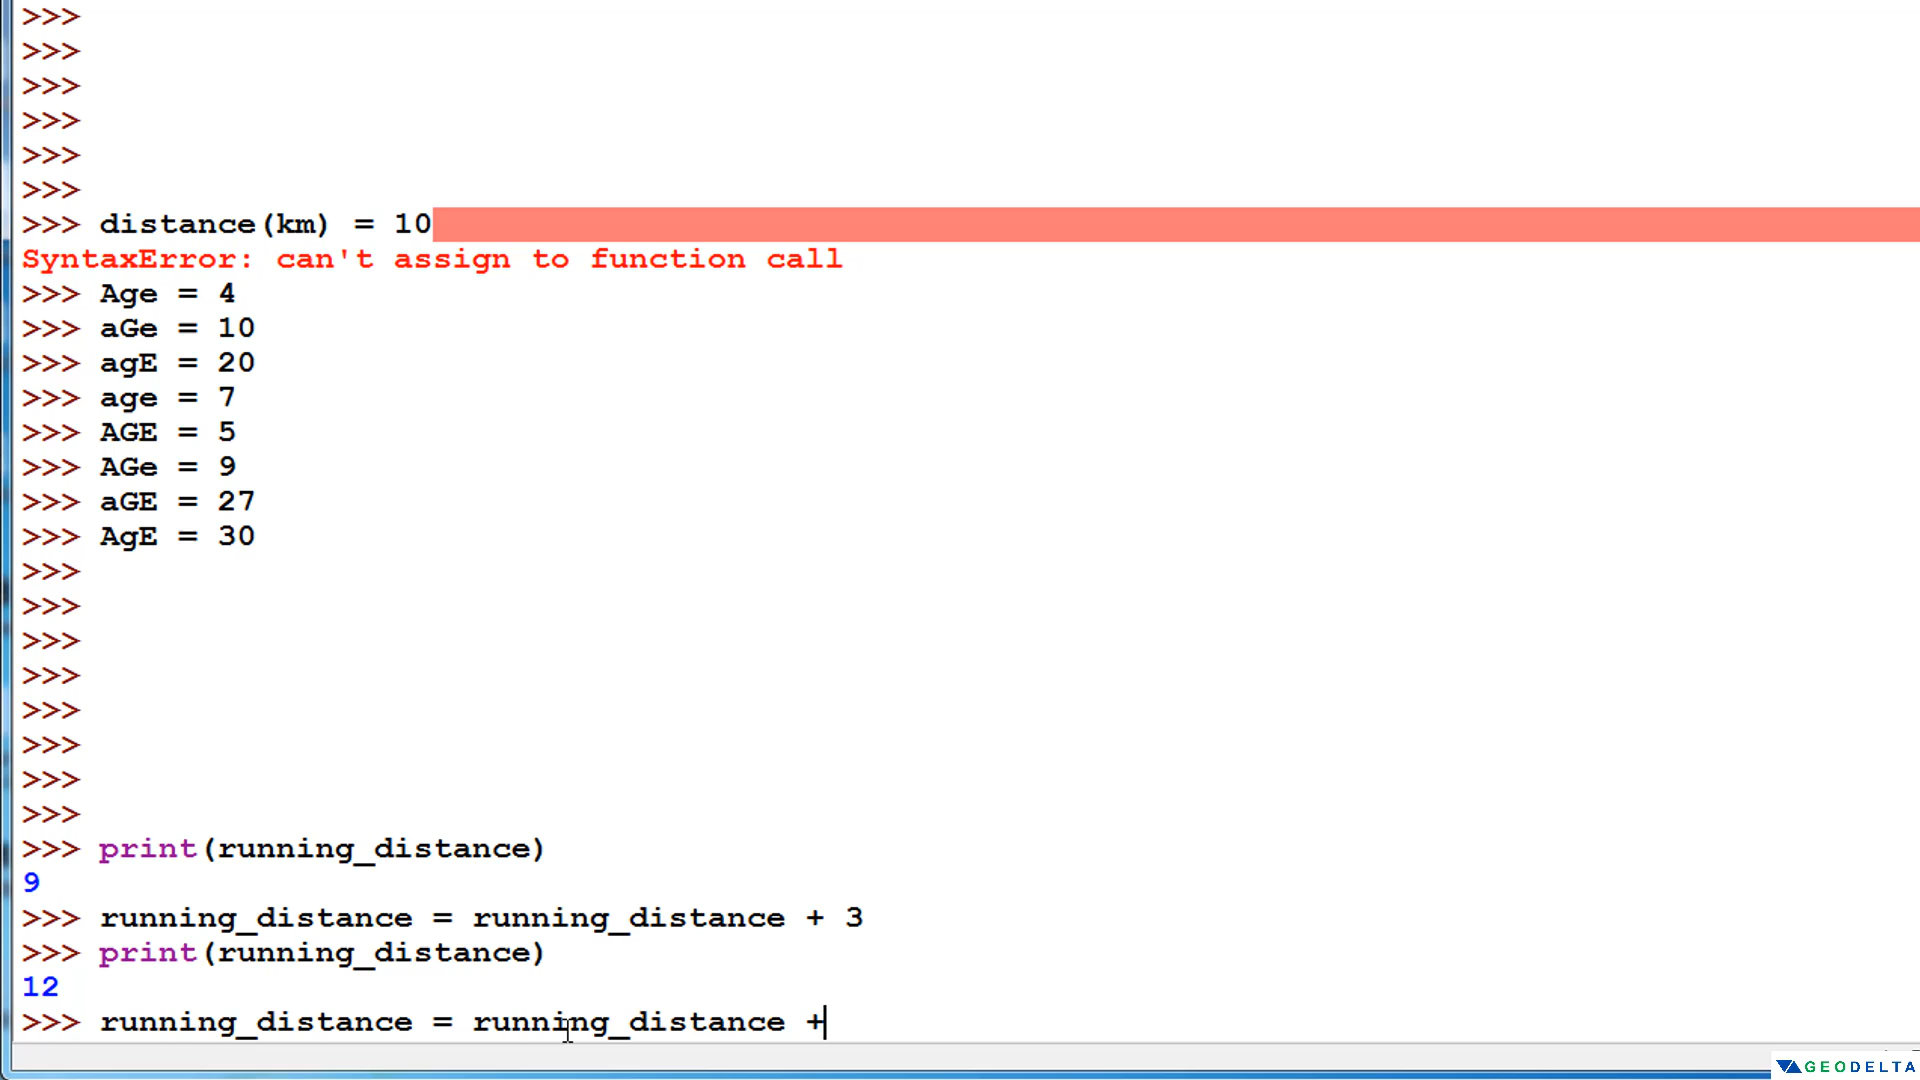 >>>
>>>
>>>
>>>
>>>
>>>
>>> distance(km) = 10
SyntaxError: can't assign to function call
>>> Age = 4
>>> aGe = 10
>>> agE = 20
>>> age = 7
>>> AGE = 5
>>> AGe = 9
>>> aGE = 27
>>> AgE = 30
>>>
>>>
>>>
>>>
>>>
>>>
>>>
>>>
>>> print(running_distance)
9
>>> running_distance = running_distance + 3
>>> print(running_distance)
12
>>> running_distance = running_distance +
GEODELTA